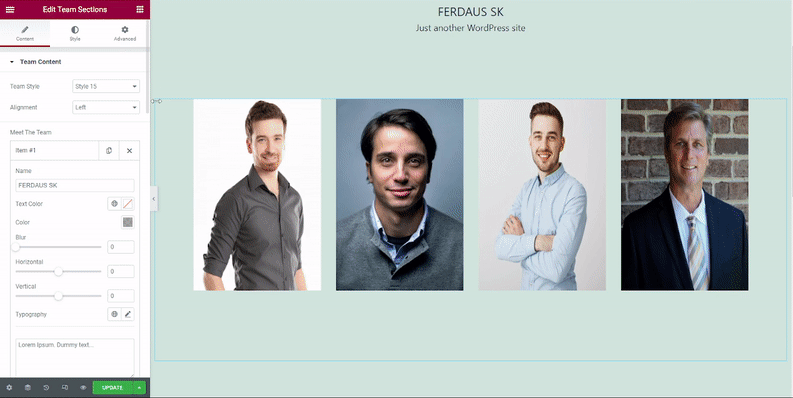 Edit Team Sections
Content
Style
Advanced
Team Content
Team Style
Style 15
Alignment
Left
Meet The Team
Item #1
Name
FERDAUS SK
Text Color
Color
Blur
0
Horizontal
0
Vertical
0
Typography
Lorem Ipsum. Dummy text...
UPDATE
FERDAUS SK
Just another WordPress site